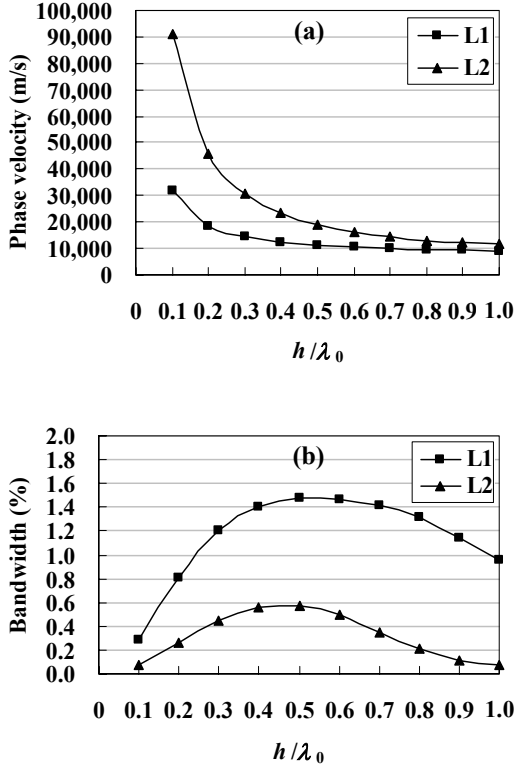 100,000
90,000
80,000
70,000
60,000
50,000
40,000
30,000
20,000
10,000
0
Phase velocity (m/s)
(a)
L1
L2
0 0.1 0.2 0.3 0.4 0.5 0.6 0.7 0.8 0.9 1.0
h/λ0
2.0
1.8
1.6
1.4
1.2
1.0
0.8
0.6
0.4
0.2
0.0
Bandwidth (%)
(b)
L1
L2
0 0.1 0.2 0.3 0.4 0.5 0.6 0.7 0.8 0.9 1.0
h/λ0